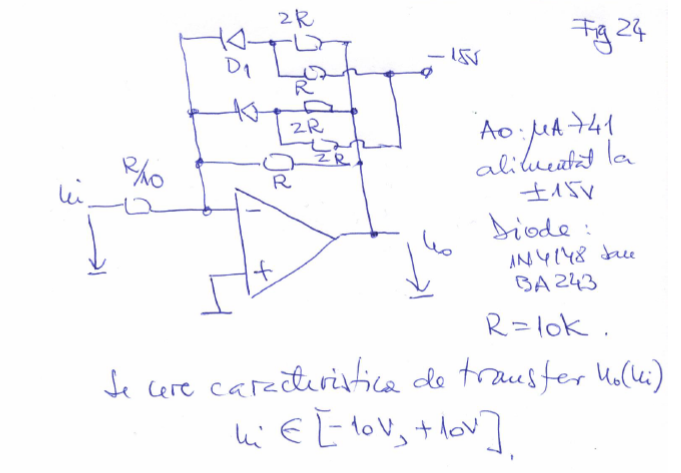 2R
Fig 24
-15V
D1
R
2R
2R
R
R/10
ui
uo
AO: μA741
alimentat la
±15V
Diode:
1N4148 sau
BA243
R=10K.
Se cere caracteristica de transfer uo(ui)
ui ∈ [-10V, +10V].